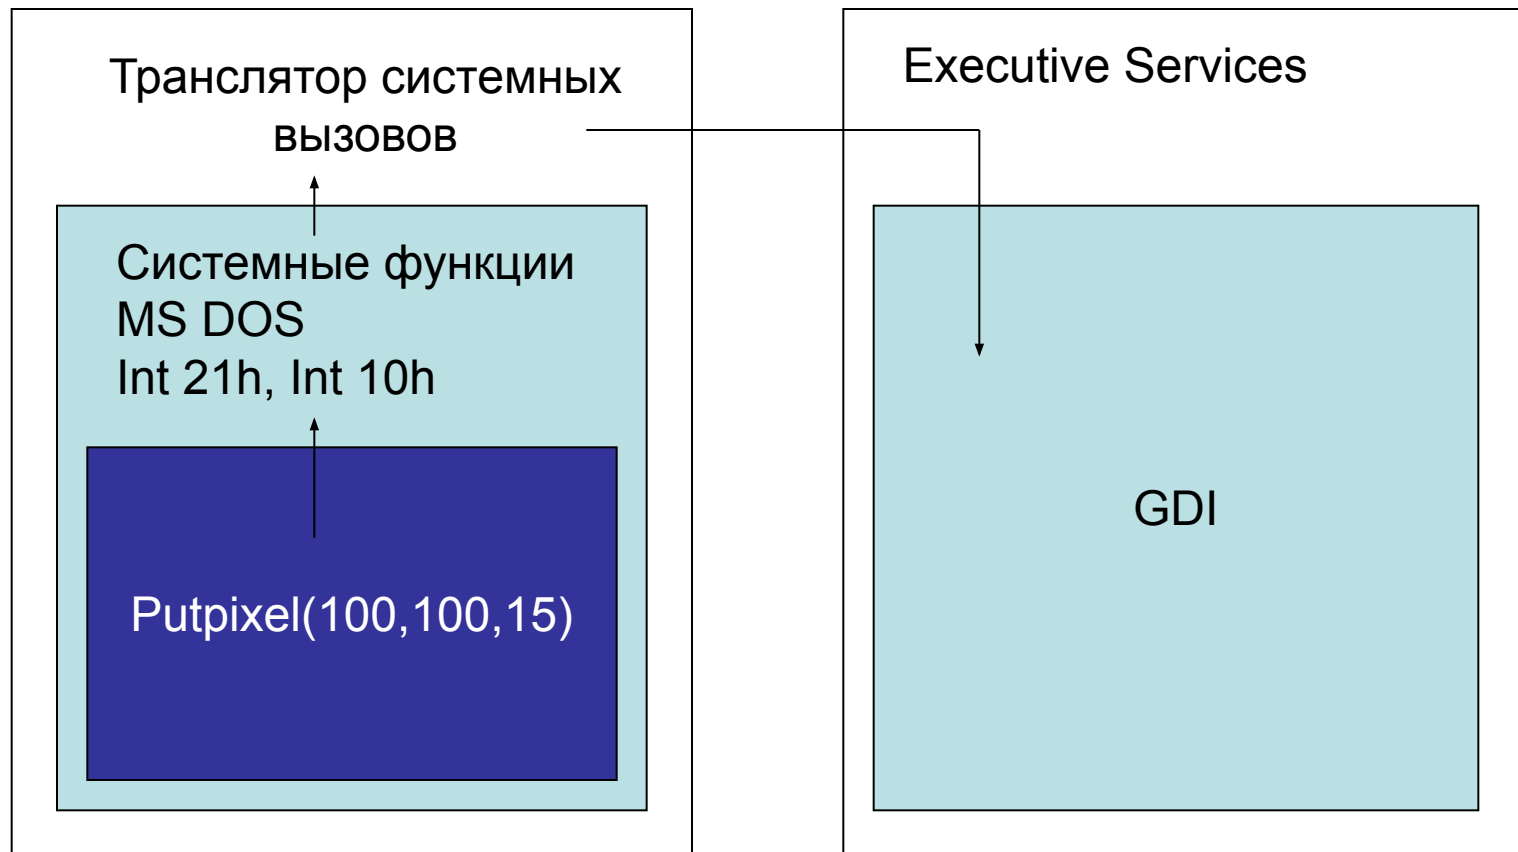 Транслятор системных
вызовов
Системные функции
MS DOS
Int 21h, Int 10h
Putpixel(100,100,15)
Executive Services
GDI